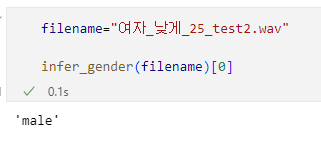 filename="여자_낮게_25_test2.wav"
infer_gender(filename)[0]
0.1s
'male'